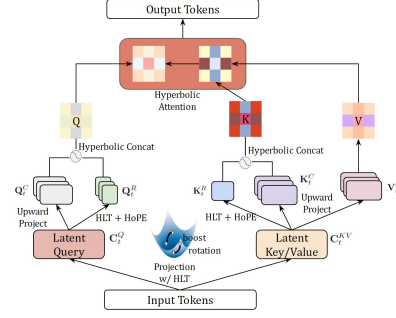 Output Tokens
Hyperbolic
Attention
Q
K
V
Hyperbolic Concat
Hyperbolic Concat
Q_t^C
Q_t^R
K_t^R
K_t^C
V
Upward
Project
HLT + HoPE
HLT + HoPE
Upward
Project
Latent
Query
C_t^Q
boost
rotation
Latent
Key/Value
C_t^{KV}
Projection
w/ HLT
Input Tokens